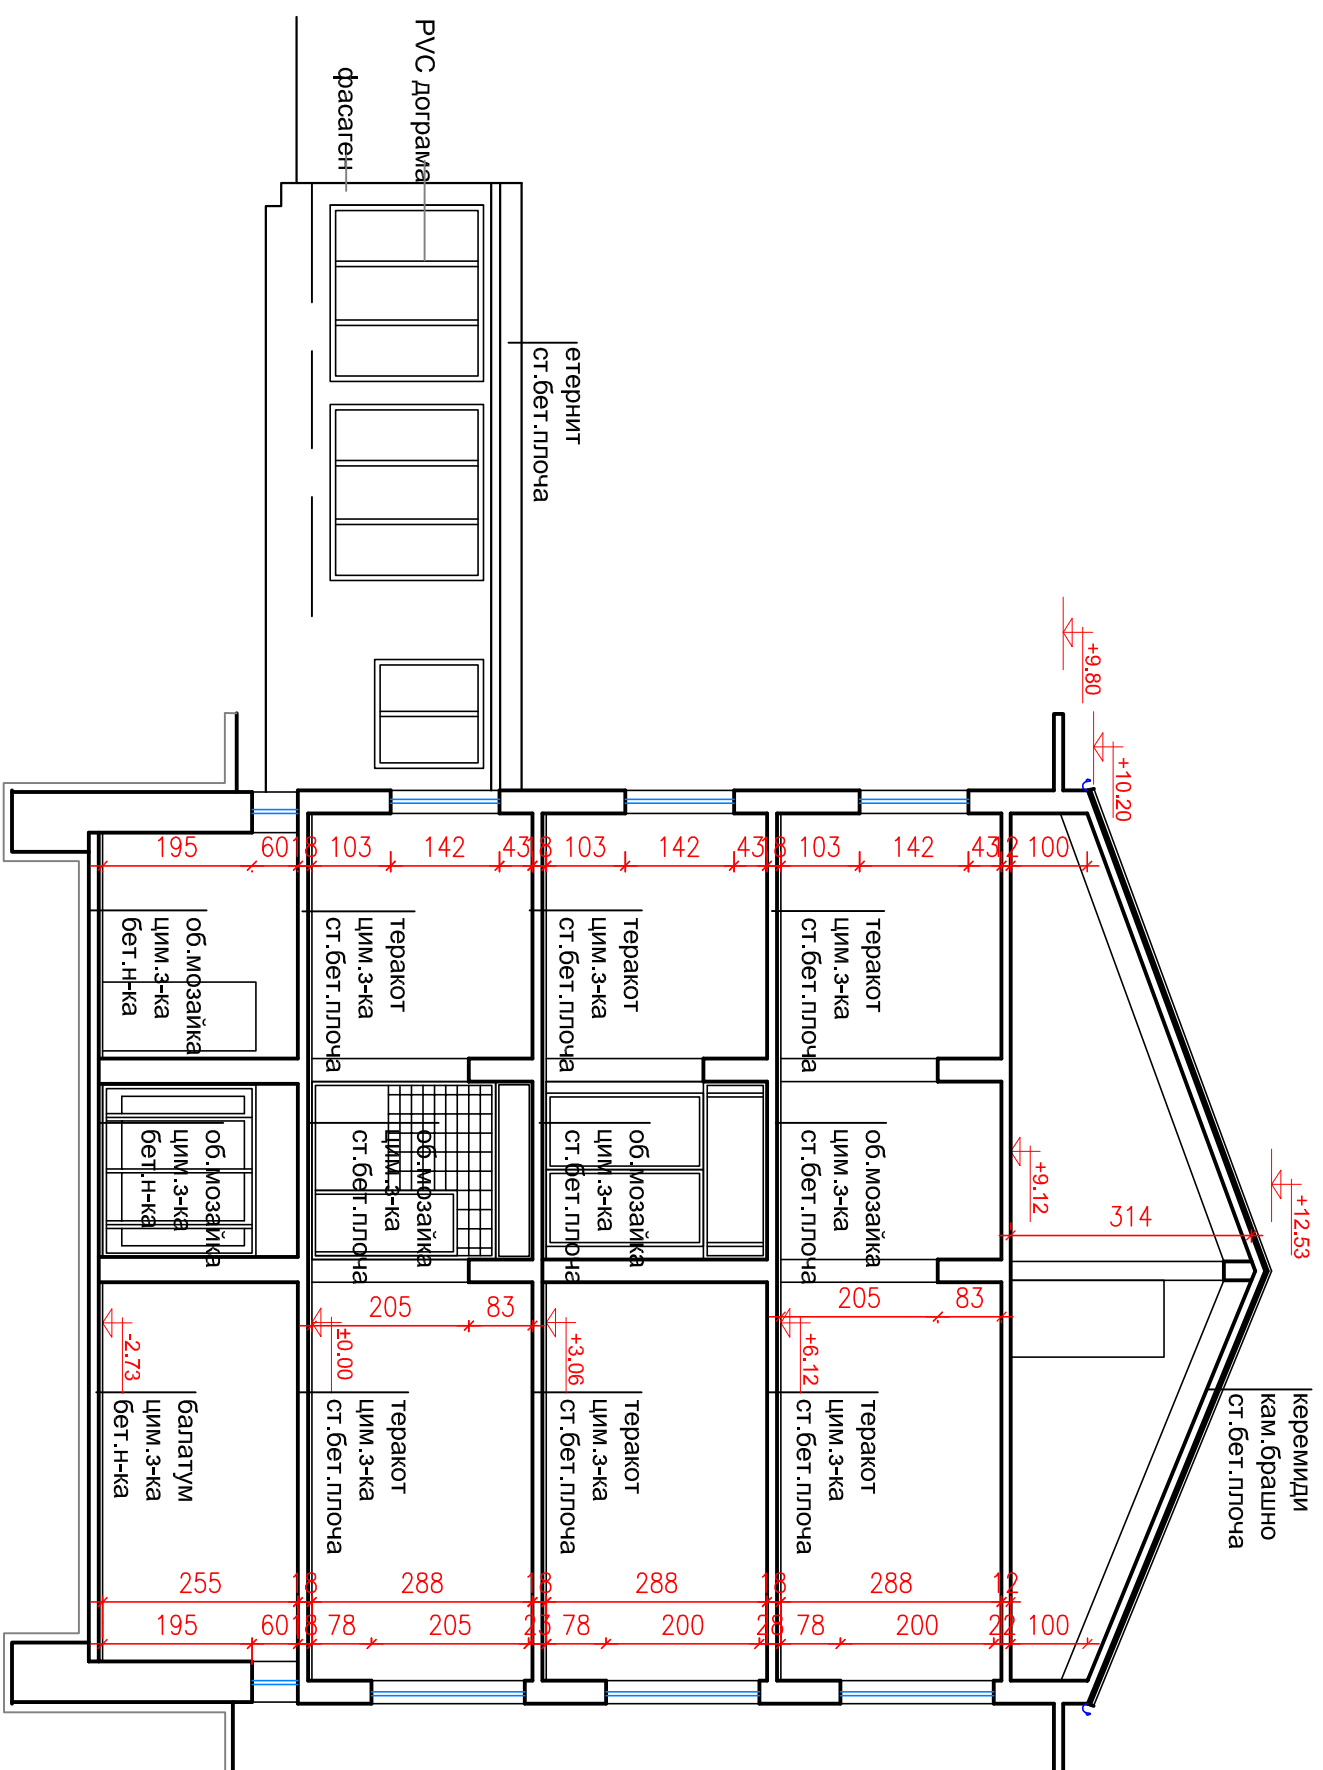 PVC дограма
фасаген
етернит
ст.бет.плоча
+9.80
+10.20
+12.53
+9.12
314
керемиди
кам.брашно
ст.бет.плоча
195
60
18
103
142
43
18
103
142
43
18
103
142
43
12
100
теракот
цим.з-ка
ст.бет.плоча
об.мозайка
цим.з-ка
ст.бет.плоча
205
83
+6.12
теракот
цим.з-ка
ст.бет.плоча
теракот
цим.з-ка
ст.бет.плоча
об.мозайка
цим.з-ка
ст.бет.плоча
+3.06
теракот
цим.з-ка
ст.бет.плоча
теракот
цим.з-ка
ст.бет.плоча
об.мозайка
цим.з-ка
ст.бет.плоча
205
83
±0.00
теракот
цим.з-ка
ст.бет.плоча
об.мозайка
цим.з-ка
бет.н-ка
об.мозайка
цим.з-ка
бет.н-ка
-2.73
балатум
цим.з-ка
бет.н-ка
255
18
288
18
288
18
288
12
195
60
18
78
205
23
78
200
28
78
200
22
100